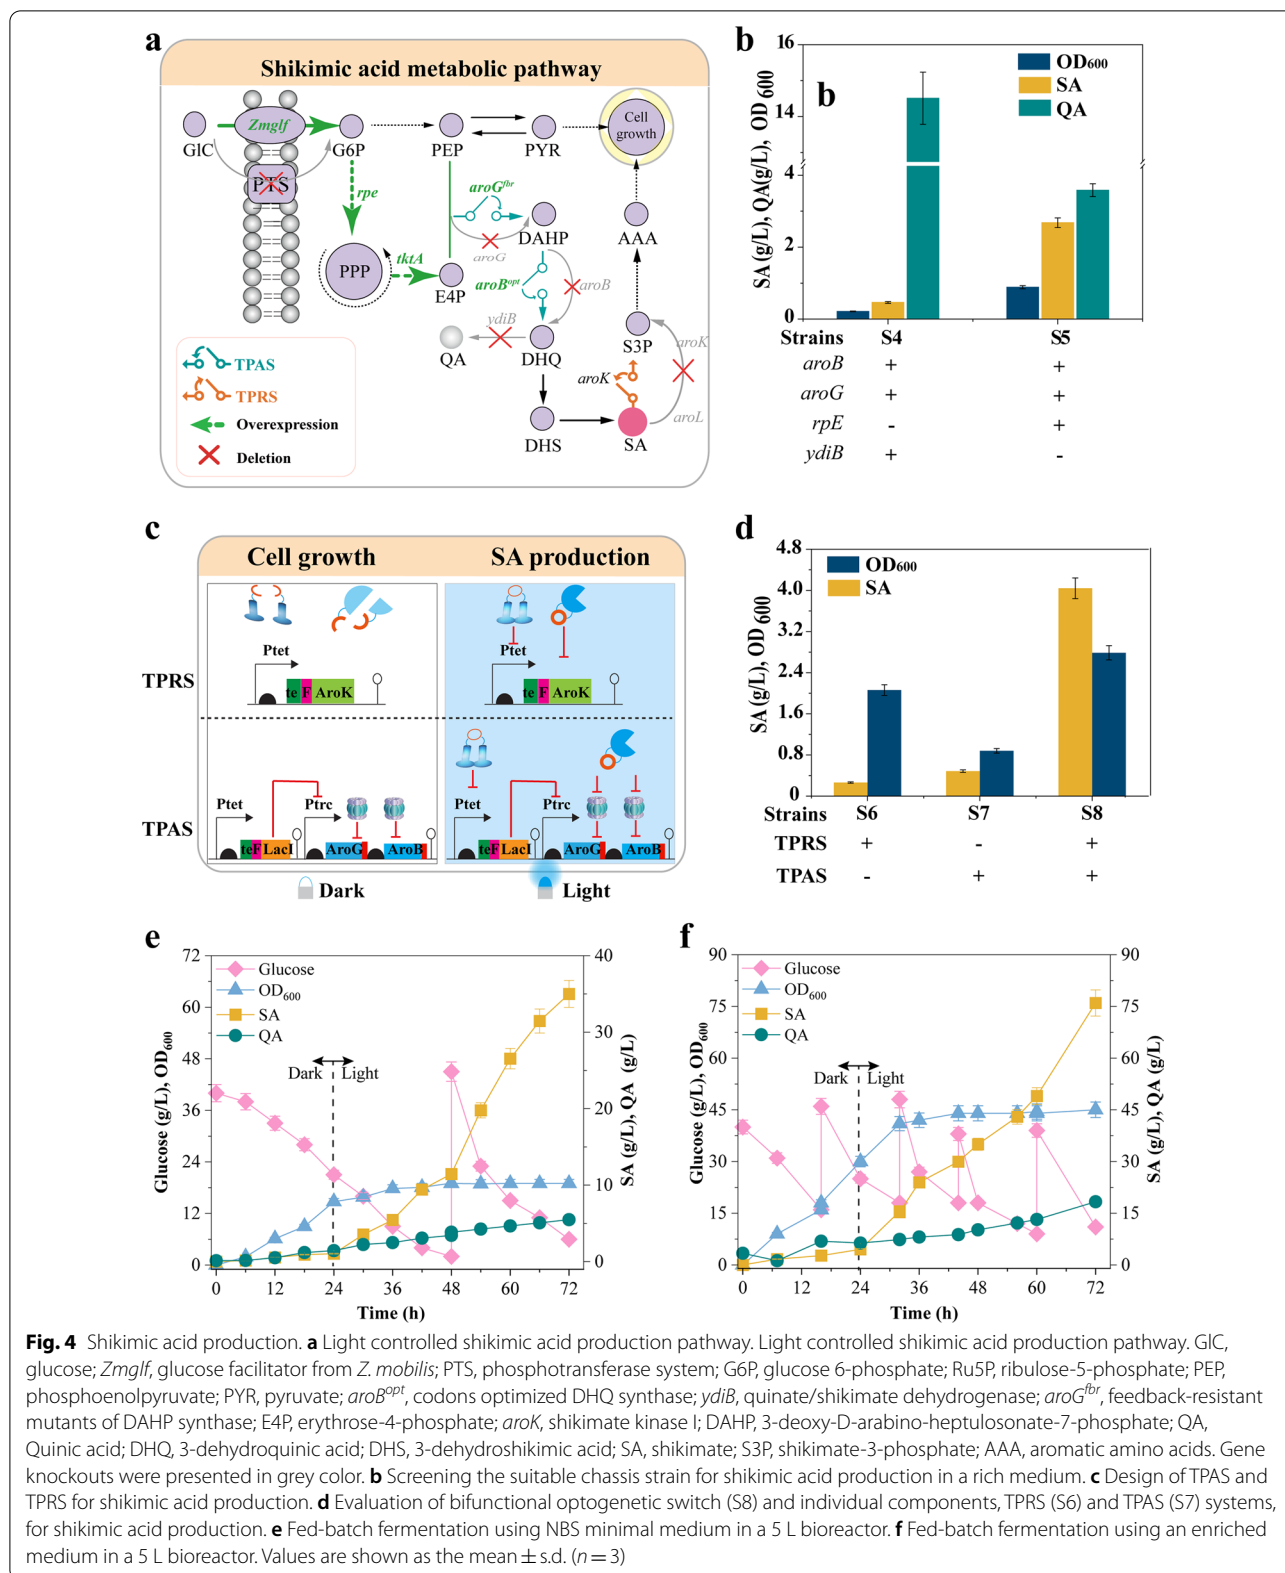 a
Shikimic acid metabolic pathway
GlC
Zmglf
G6P
PEP
PYR
Cell
growth
PTS
rpe
aroG^fbr
DAHP
AAA
aroG
PPP
tktA
E4P
aroB^opt
aroB
ydiB
QA
DHQ
S3P
aroK
aroK
aroL
DHS
SA
TPAS
TPRS
Overexpression
Deletion
b
b
SA (g/L), QA(g/L), OD 600
16
14
4
2
0
OD600
SA
QA
Strains S4 S5
aroB + +
aroG + +
rpE - +
ydiB + -
c
Cell growth SA production
TPRS
Ptet
te F AroK
Ptet
te F AroK
TPAS
Ptet Ptrc
teF LacI AroG AroB
Ptet Ptrc
teF LacI AroG AroB
Dark Light
d
SA (g/L), OD 600
4.8
4.0
3.2
2.4
1.6
0.8
0
OD600
SA
Strains S6 S7 S8
TPRS + - +
TPAS - + +
e
Glucose (g/L), OD600
72
60
48
36
24
12
0
Glucose
OD600
SA
QA
Dark Light
40
30
20
10
0
SA (g/L), QA (g/L)
0 12 24 36 48 60 72
Time (h)
f
Glucose (g/L), OD600
90
75
60
45
30
15
0
Glucose
OD600
SA
QA
Dark Light
90
75
60
45
30
15
0
SA (g/L), QA (g/L)
0 12 24 36 48 60 72
Time (h)
Fig. 4 Shikimic acid production. a Light controlled shikimic acid production pathway. Light controlled shikimic acid production pathway. GlC,
glucose; Zmglf, glucose facilitator from Z. mobilis; PTS, phosphotransferase system; G6P, glucose 6-phosphate; Ru5P, ribulose-5-phosphate; PEP,
phosphoenolpyruvate; PYR, pyruvate; aroB^opt, codons optimized DHQ synthase; ydiB, quinate/shikimate dehydrogenase; aroG^fbr, feedback-resistant
mutants of DAHP synthase; E4P, erythrose-4-phosphate; aroK, shikimate kinase I; DAHP, 3-deoxy-D-arabino-heptulosonate-7-phosphate; QA,
Quinic acid; DHQ, 3-dehydroquinic acid; DHS, 3-dehydroshikimic acid; SA, shikimate; S3P, shikimate-3-phosphate; AAA, aromatic amino acids. Gene
knockouts were presented in grey color. b Screening the suitable chassis strain for shikimic acid production in a rich medium. c Design of TPAS and
TPRS for shikimic acid production. d Evaluation of bifunctional optogenetic switch (S8) and individual components, TPRS (S6) and TPAS (S7) systems,
for shikimic acid production. e Fed-batch fermentation using NBS minimal medium in a 5 L bioreactor. f Fed-batch fermentation using an enriched
medium in a 5 L bioreactor. Values are shown as the mean ± s.d. (n = 3)